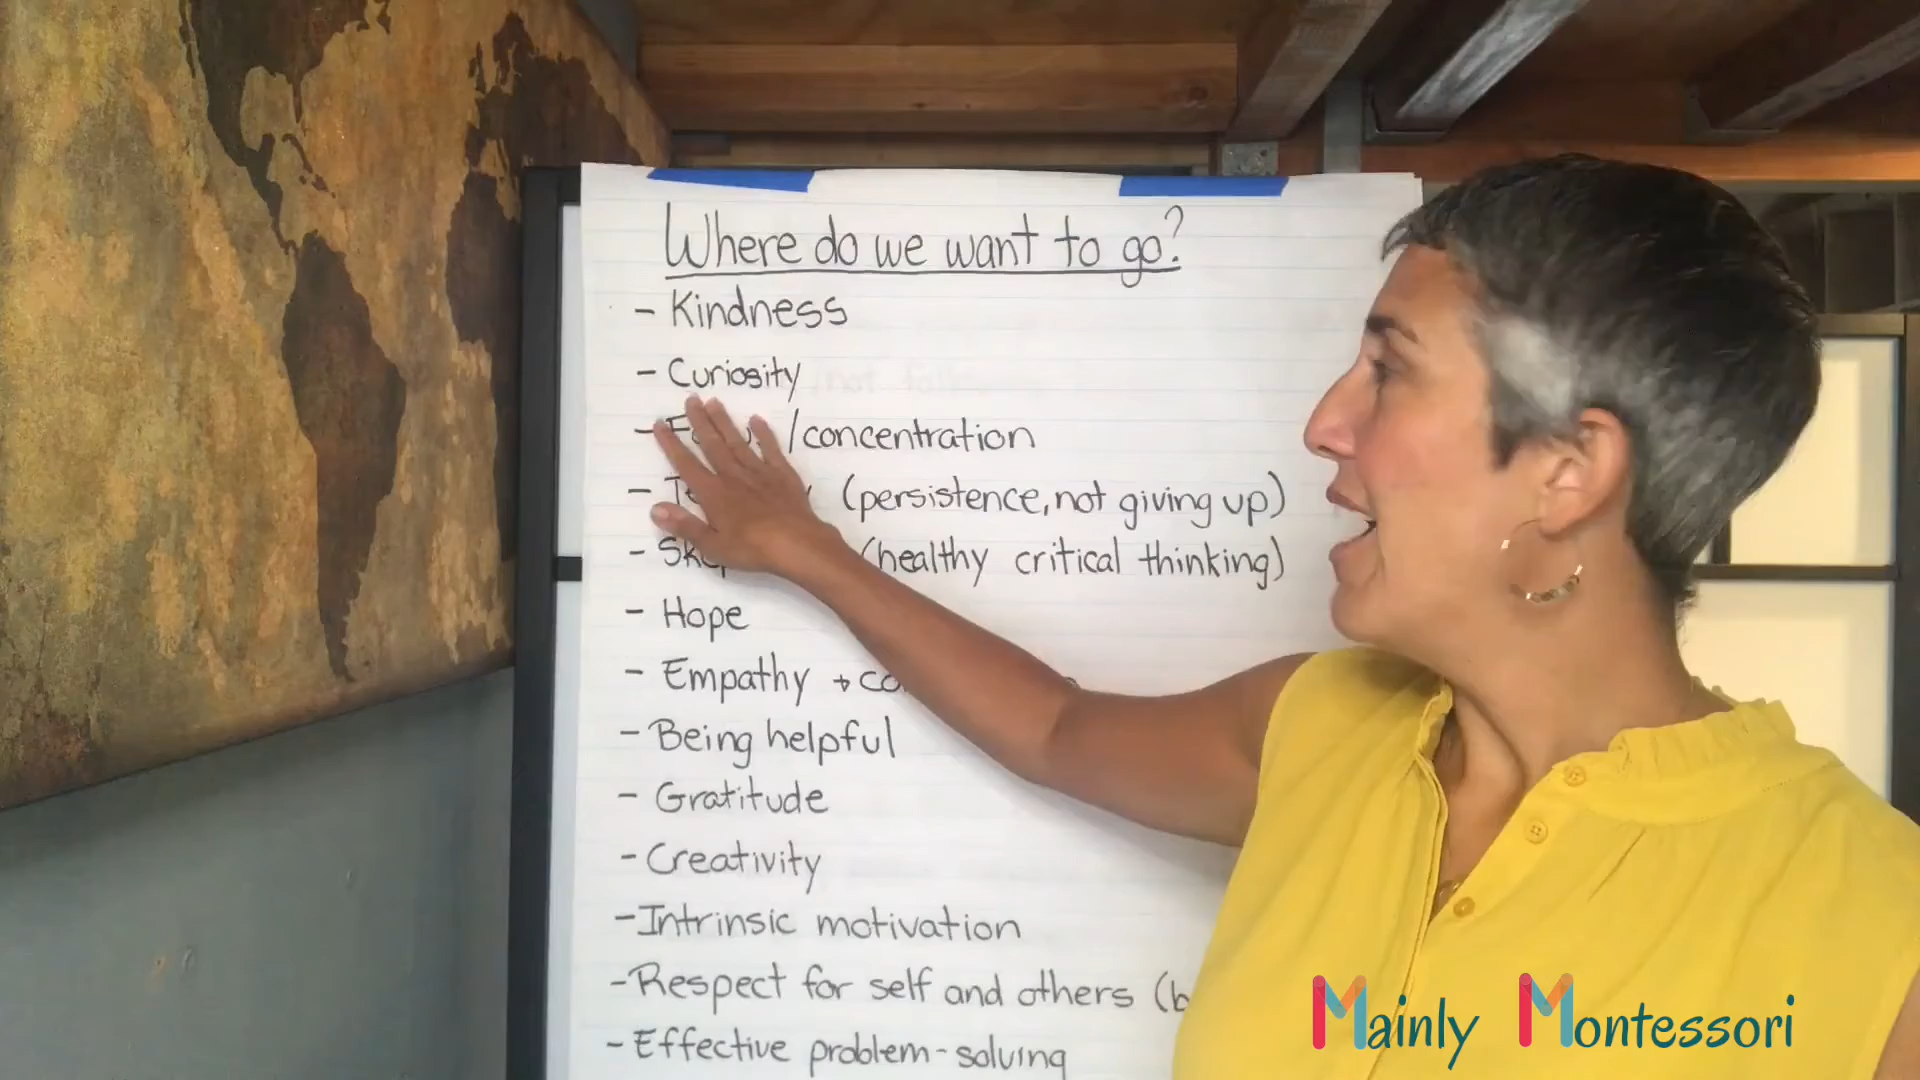 Where do we want to go?
- Kindness
- Curiosity
- /concentration
- (persistence, not giving up)
- (healthy critical thinking)
- Hope
- Empathy +
- Being helpful
- Gratitude
- Creativity
- Intrinsic motivation
- Respect for self and others (
- Effective problem-solving
Mainly Montessori